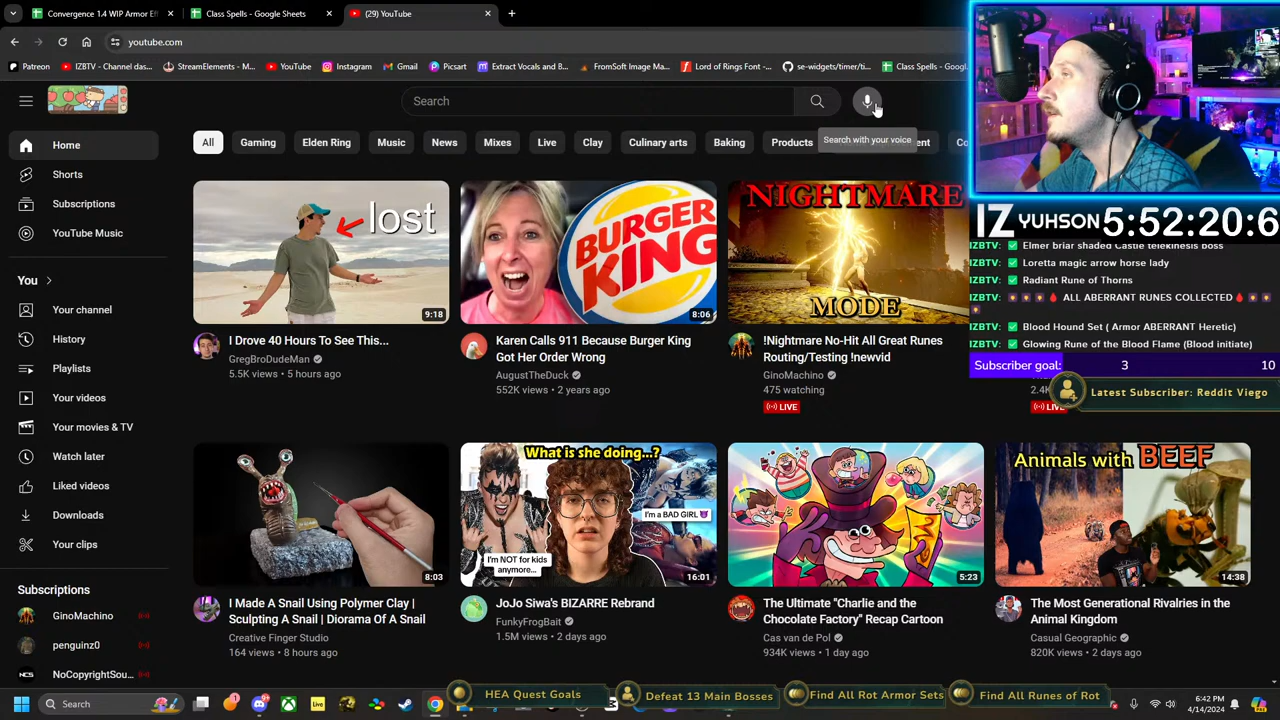 Convergence 1.4 WIP Armor Eff
Class Spells - Google Sheets
(29) YouTube
youtube.com
Patreon
IZBTV - Channel das...
StreamElements - M...
YouTube
Instagram
Gmail
Picsart
Extract Vocals and B...
FromSoft Image Ma...
Lord of Rings Font -...
se-widgets/timer/ti...
Class Spells - Googl...
Search
Search with your voice
Home
Shorts
Subscriptions
YouTube Music
You
Your channel
History
Playlists
Your videos
Your movies & TV
Watch later
Liked videos
Downloads
Your clips
Subscriptions
GinoMachino
penguinz0
NoCopyrightSou...
All
Gaming
Elden Ring
Music
News
Mixes
Live
Clay
Culinary arts
Baking
Products
lost
9:18
BURGER
KING
8:06
NIGHTMARE
MODE
I Drove 40 Hours To See This...
GregBroDudeMan
5.5K views • 5 hours ago
Karen Calls 911 Because Burger King
Got Her Order Wrong
AugustTheDuck
552K views • 2 years ago
!Nightmare No-Hit All Great Runes
Routing/Testing !newvid
GinoMachino
475 watching
LIVE
2.4K
LIVE
8:03
What is she doing...?
I'm a BAD GIRL
I'm NOT for kids
anymore...
16:01
5:23
Animals with BEEF
14:38
I Made A Snail Using Polymer Clay |
Sculpting A Snail | Diorama Of A Snail
Creative Finger Studio
164 views • 8 hours ago
JoJo Siwa's BIZARRE Rebrand
FunkyFrogBait
1.5M views • 2 days ago
The Ultimate "Charlie and the
Chocolate Factory" Recap Cartoon
Cas van de Pol
934K views • 1 day ago
The Most Generational Rivalries in the
Animal Kingdom
Casual Geographic
820K views • 2 days ago
IZ YUHSON 5:52:20:6
IZBTV: Elmer briar shaded Castle telekinesis boss
IZBTV: Loretta magic arrow horse lady
IZBTV: Radiant Rune of Thorns
IZBTV: ALL ABERRANT RUNES COLLECTED
IZBTV: Blood Hound Set ( Armor ABERRANT Heretic)
IZBTV: Glowing Rune of the Blood Flame (Blood initiate)
Subscriber goal: 3 10
Latest Subscriber: Reddit Viego
Search
HEA Quest Goals
Defeat 13 Main Bosses
Find All Rot Armor Sets
Find All Runes of Rot
6:42 PM
4/14/2024